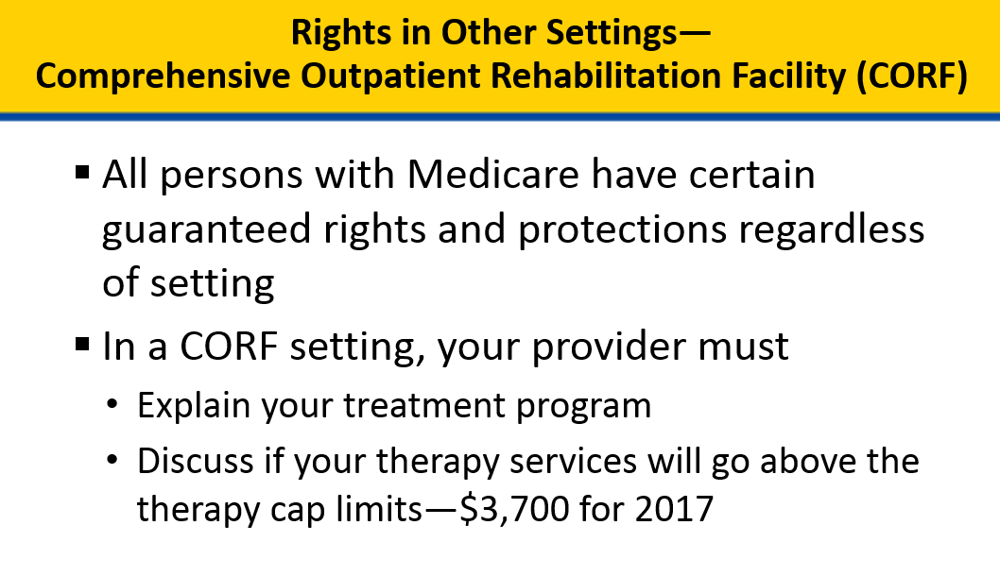 Rights in Other Settings—
Comprehensive Outpatient Rehabilitation Facility (CORF)
▪ All persons with Medicare have certain
guaranteed rights and protections regardless
of setting
▪ In a CORF setting, your provider must
• Explain your treatment program
• Discuss if your therapy services will go above the
therapy cap limits—$3,700 for 2017